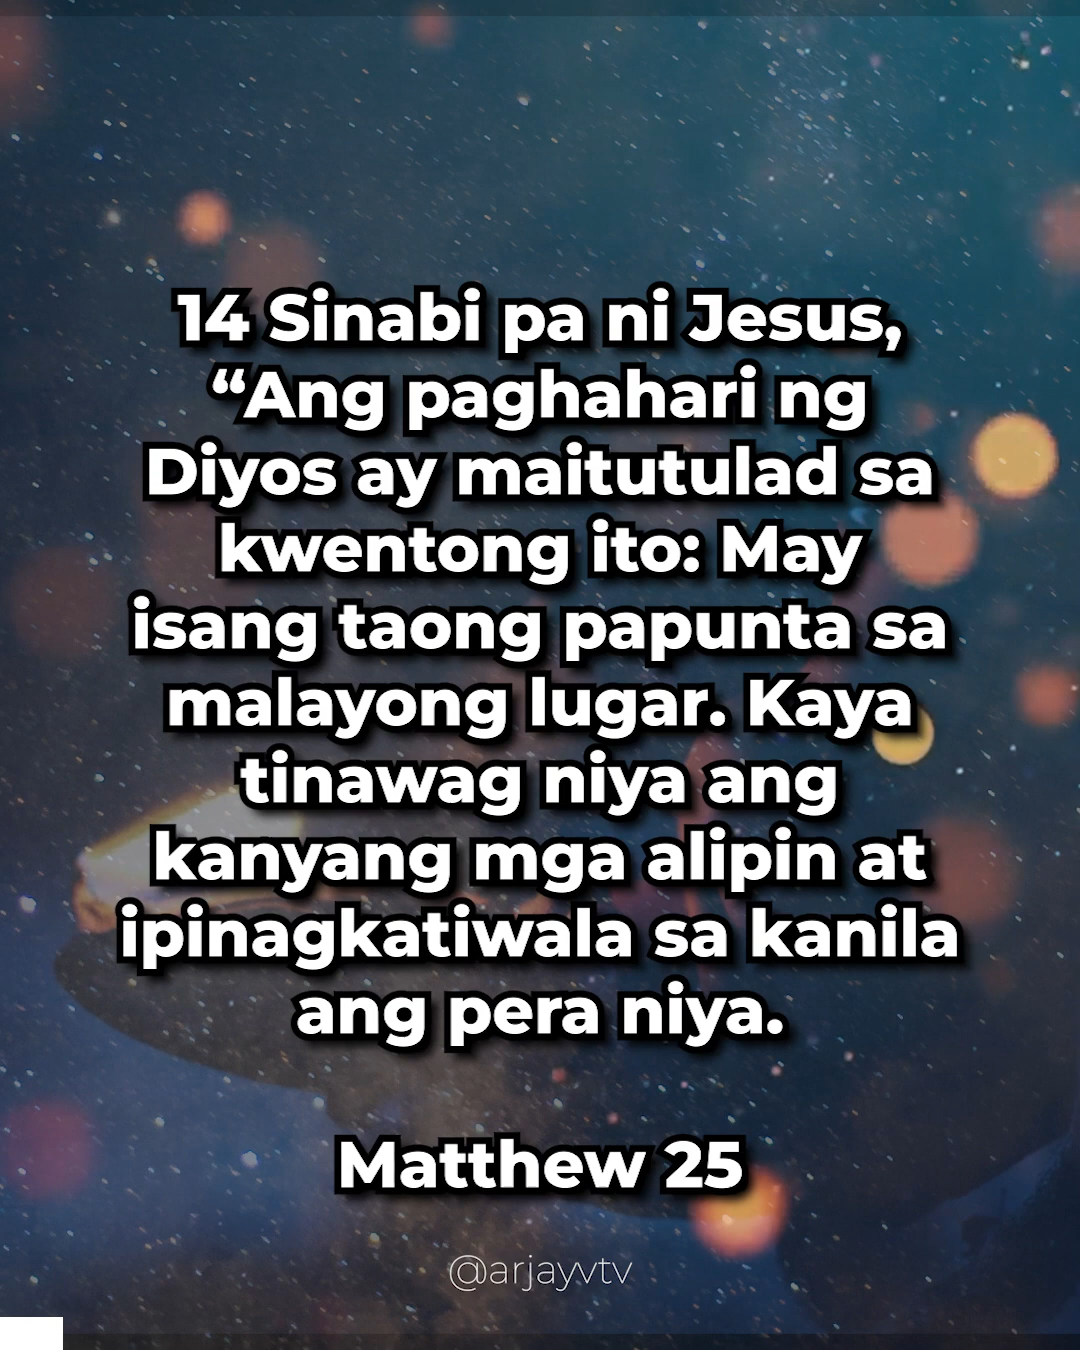 14 Sinabi pa ni Jesus,
“Ang paghahari ng
Diyos ay maitutulad sa
kwentong ito: May
isang taong papunta sa
malayong lugar. Kaya
tinawag niya ang
kanyang mga alipin at
ipinagkatiwala sa kanila
ang pera niya.
Matthew 25
@arjayvtv